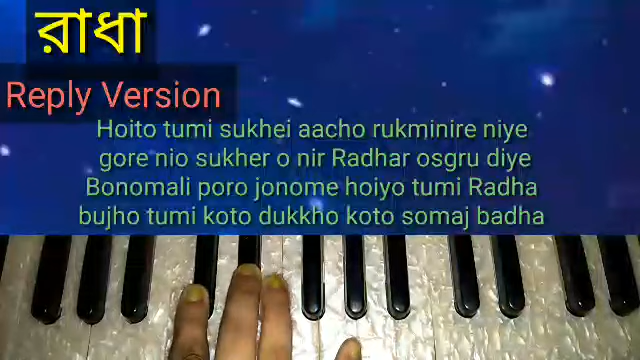 রাধা
Reply Version
Hoito tumi sukhei aacho rukminire niye
gore nio sukher o nir Radhar osgru diye
Bonomali poro jonome hoiyo tumi Radha
bujho tumi koto dukkho koto somaj badha